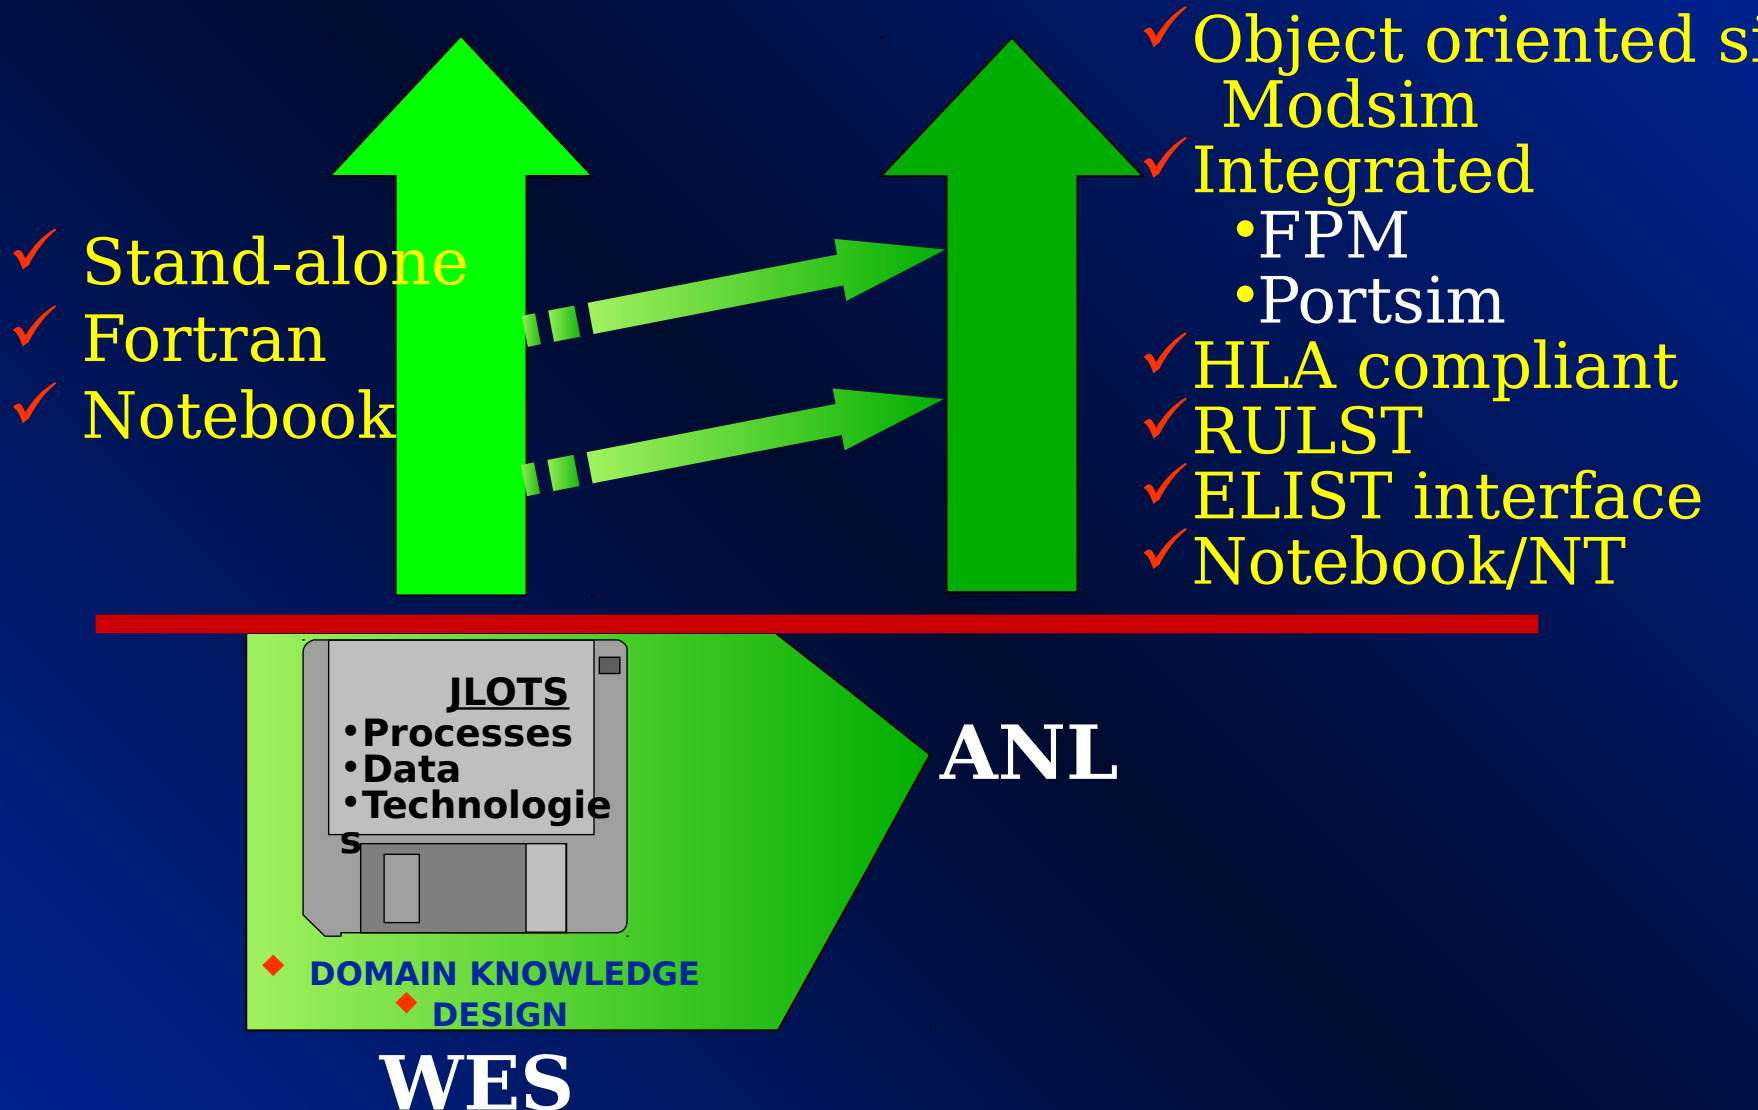 Stand-alone
Fortran
Notebook
Object oriented
Modsim
Integrated
•FPM
•Portsim
HLA compliant
RULST
ELIST interface
Notebook/NT
JLOTS
•Processes
•Data
•Technologie
s
DOMAIN KNOWLEDGE
DESIGN
ANL
WES